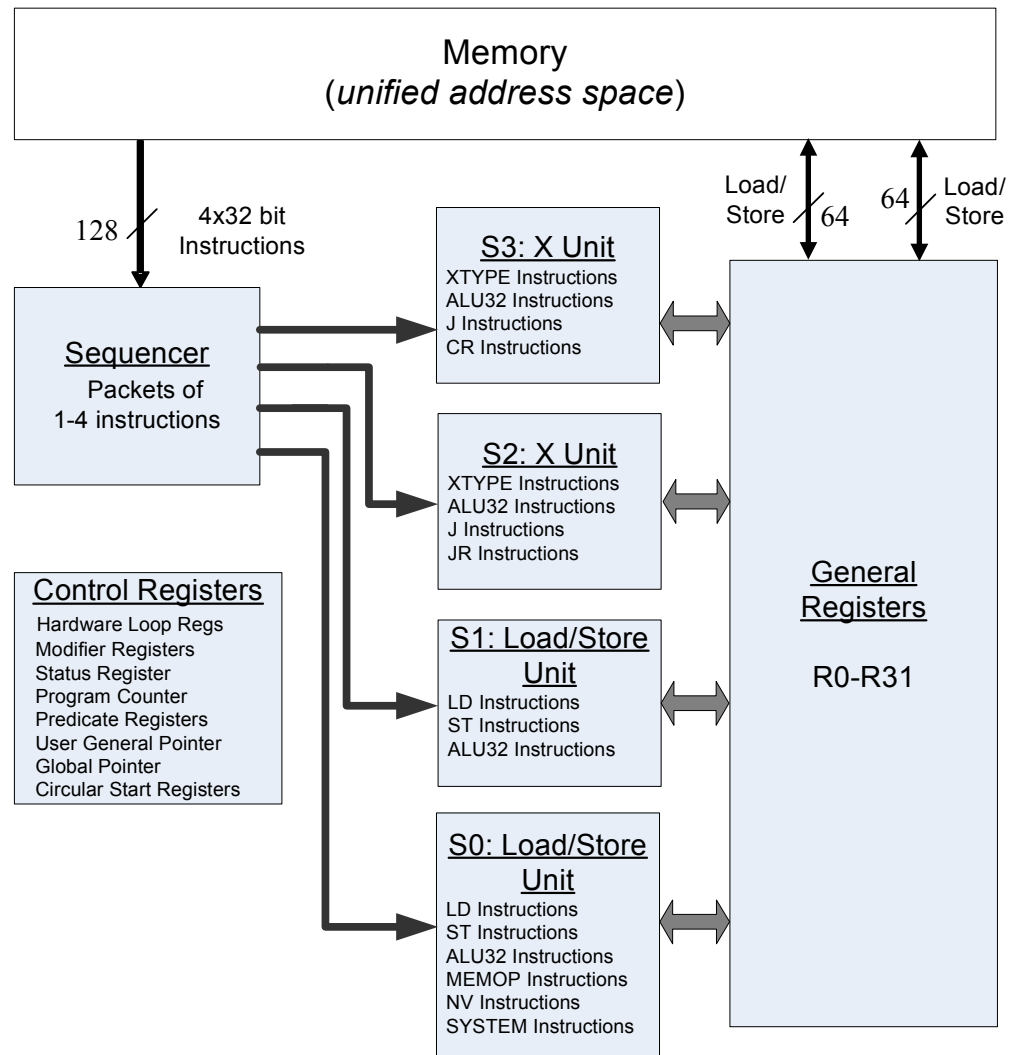 Memory
(unified address space)
128
4x32 bit
Instructions
Load/
Store
64
64
Load/
Store
Sequencer
Packets of
1-4 instructions
S3: X Unit
XTYPE Instructions
ALU32 Instructions
J Instructions
CR Instructions
S2: X Unit
XTYPE Instructions
ALU32 Instructions
J Instructions
JR Instructions
General
Registers
R0-R31
Control Registers
Hardware Loop Regs
Modifier Registers
Status Register
Program Counter
Predicate Registers
User General Pointer
Global Pointer
Circular Start Registers
S1: Load/Store
Unit
LD Instructions
ST Instructions
ALU32 Instructions
S0: Load/Store
Unit
LD Instructions
ST Instructions
ALU32 Instructions
MEMOP Instructions
NV Instructions
SYSTEM Instructions